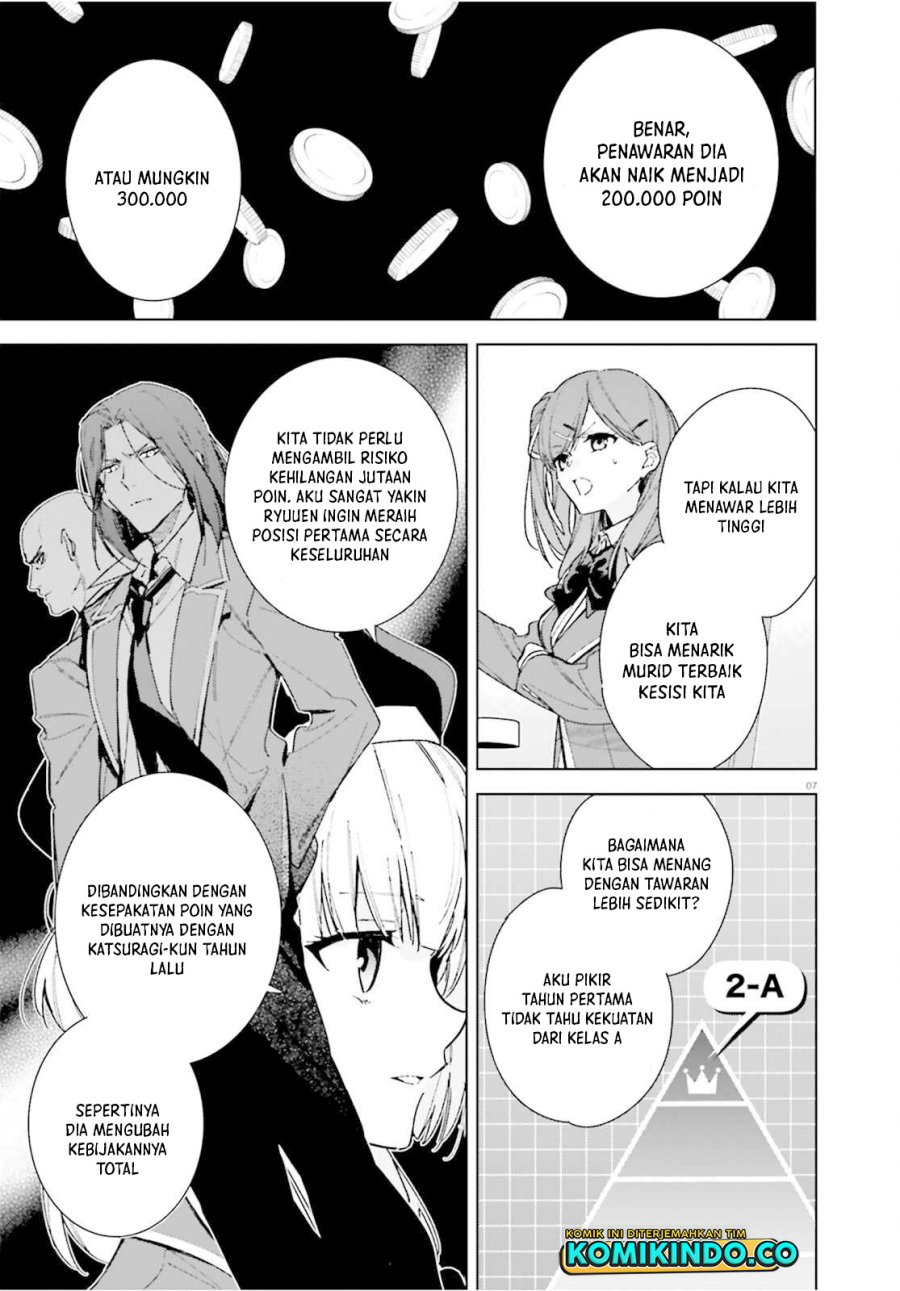 BENAR,
PENAWARAN DIA
AKAN NAIK MENJADI
200.000 POIN
ATAU MUNGKIN
300.000
TAPI KALAU KITA
MENAWAR LEBIH
TINGGI
KITA
BISA MENARIK
MURID TERBAIK
KESISI KITA
07
BAGAIMANA
KITA BISA MENANG
DENGAN TAWARAN
LEBIH SEDIKIT?
2-A
AKU PIKIR
TAHUN PERTAMA
TIDAK TAHU KEKUATAN
DARI KELAS A
KITA TIDAK PERLU
MENGAMBIL RISIKO
KEHILANGAN JUTAAN
POIN. AKU SANGAT YAKIN
RYUUEN INGIN MERAIH
POSISI PERTAMA SECARA
KESELURUHAN
DIBANDINGKAN DENGAN
KESEPAKATAN POIN YANG
DIBUATNYA DENGAN
KATSURAGI-KUN TAHUN
LALU
SEPERTINYA
DIA MENGUBAH
KEBIJAKANNYA
TOTAL
KOMIK INI DITERJEMAHKAN TIM
KOMIKINDO.CO